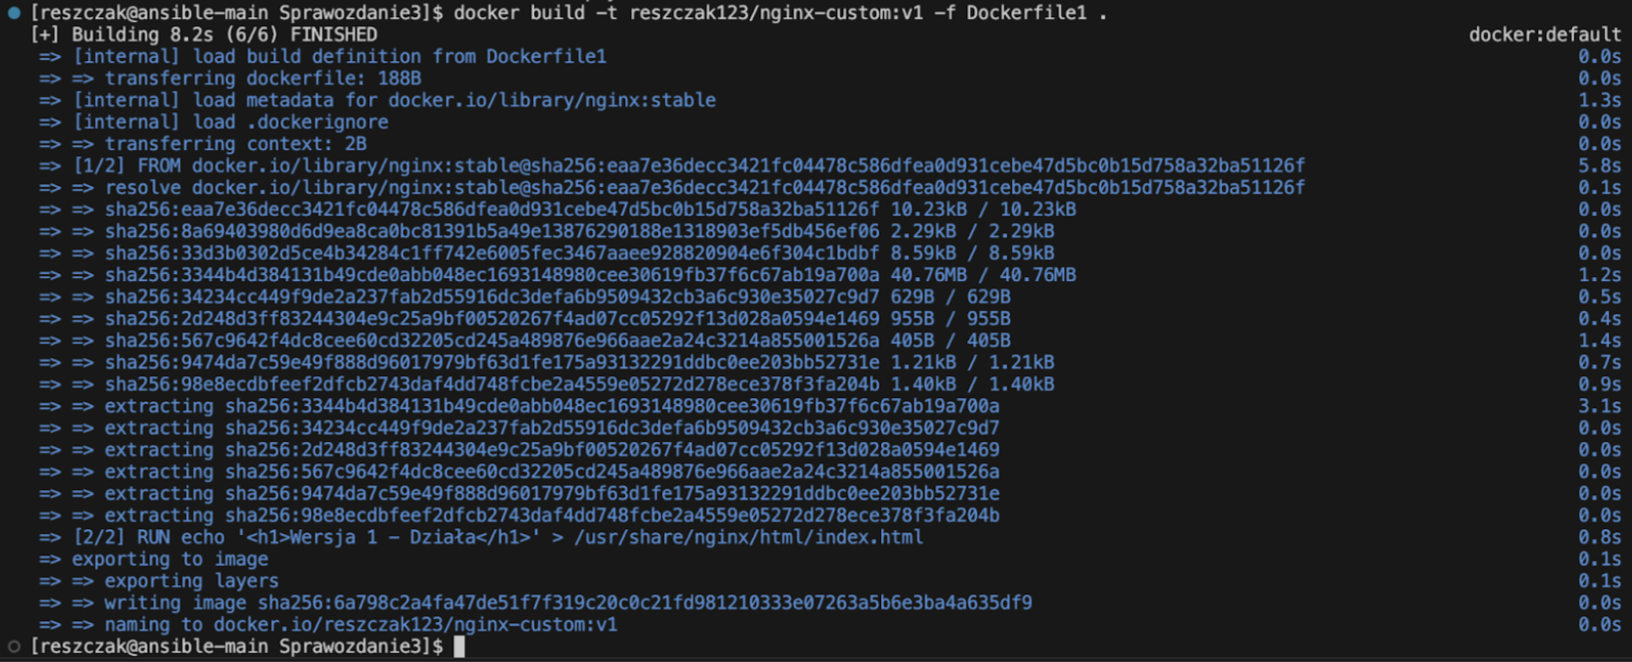 [reszczak@ansible-main Sprawozdanie3]$ docker build -t reszczak123/nginx-custom:v1 -f Dockerfile1 .
[+] Building 8.2s (6/6) FINISHED docker:default
=> [internal] load build definition from Dockerfile1 0.0s
=> => transferring dockerfile: 188B 0.0s
=> [internal] load metadata for docker.io/library/nginx:stable 1.3s
=> [internal] load .dockerignore 0.0s
=> => transferring context: 2B 0.0s
=> [1/2] FROM docker.io/library/nginx:stable@sha256:eaa7e36decc3421fc04478c586dfea0d931cebe47d5bc0b15d758a32ba51126f 5.8s
=> => resolve docker.io/library/nginx:stable@sha256:eaa7e36decc3421fc04478c586dfea0d931cebe47d5bc0b15d758a32ba51126f 0.1s
=> => sha256:eaa7e36decc3421fc04478c586dfea0d931cebe47d5bc0b15d758a32ba51126f 10.23kB / 10.23kB 0.0s
=> => sha256:8a69403980d6d9ea8ca0bc81391b5a49e13876290188e1318903ef5db456ef06 2.29kB / 2.29kB 0.0s
=> => sha256:33d3b0302d5ce4b34284c1ff742e6005fec3467aaee928820904e6f304c1bdbf 8.59kB / 8.59kB 0.0s
=> => sha256:3344b4d384131b49cde0abb048ec1693148980cee30619fb37f6c67ab19a700a 40.76MB / 40.76MB 1.2s
=> => sha256:34234cc449f9de2a237fab2d55916dc3defa6b9509432cb3a6c930e35027c9d7 629B / 629B 0.5s
=> => sha256:2d248d3ff83244304e9c25a9bf00520267f4ad07cc05292f13d028a0594e1469 955B / 955B 0.4s
=> => sha256:567c9642f4dc8cee60cd32205cd245a489876e966aae2a24c3214a855001526a 405B / 405B 1.4s
=> => sha256:9474da7c59e49f888d96017979bf63d1fe175a93132291ddbc0ee203bb52731e 1.21kB / 1.21kB 0.7s
=> => sha256:98e8ecdbfeef2dfcb2743daf4dd748fcbe2a4559e05272d278ece378f3fa204b 1.40kB / 1.40kB 0.9s
=> => extracting sha256:3344b4d384131b49cde0abb048ec1693148980cee30619fb37f6c67ab19a700a 3.1s
=> => extracting sha256:34234cc449f9de2a237fab2d55916dc3defa6b9509432cb3a6c930e35027c9d7 0.0s
=> => extracting sha256:2d248d3ff83244304e9c25a9bf00520267f4ad07cc05292f13d028a0594e1469 0.0s
=> => extracting sha256:567c9642f4dc8cee60cd32205cd245a489876e966aae2a24c3214a855001526a 0.0s
=> => extracting sha256:9474da7c59e49f888d96017979bf63d1fe175a93132291ddbc0ee203bb52731e 0.0s
=> => extracting sha256:98e8ecdbfeef2dfcb2743daf4dd748fcbe2a4559e05272d278ece378f3fa204b 0.0s
=> [2/2] RUN echo '<h1>Wersja 1 – Działa</h1>' > /usr/share/nginx/html/index.html 0.8s
=> exporting to image 0.1s
=> => exporting layers 0.1s
=> => writing image sha256:6a798c2a4fa47de51f7f319c20c0c21fd981210333e07263a5b6e3ba4a635df9 0.0s
=> => naming to docker.io/reszczak123/nginx-custom:v1 0.0s
[reszczak@ansible-main Sprawozdanie3]$